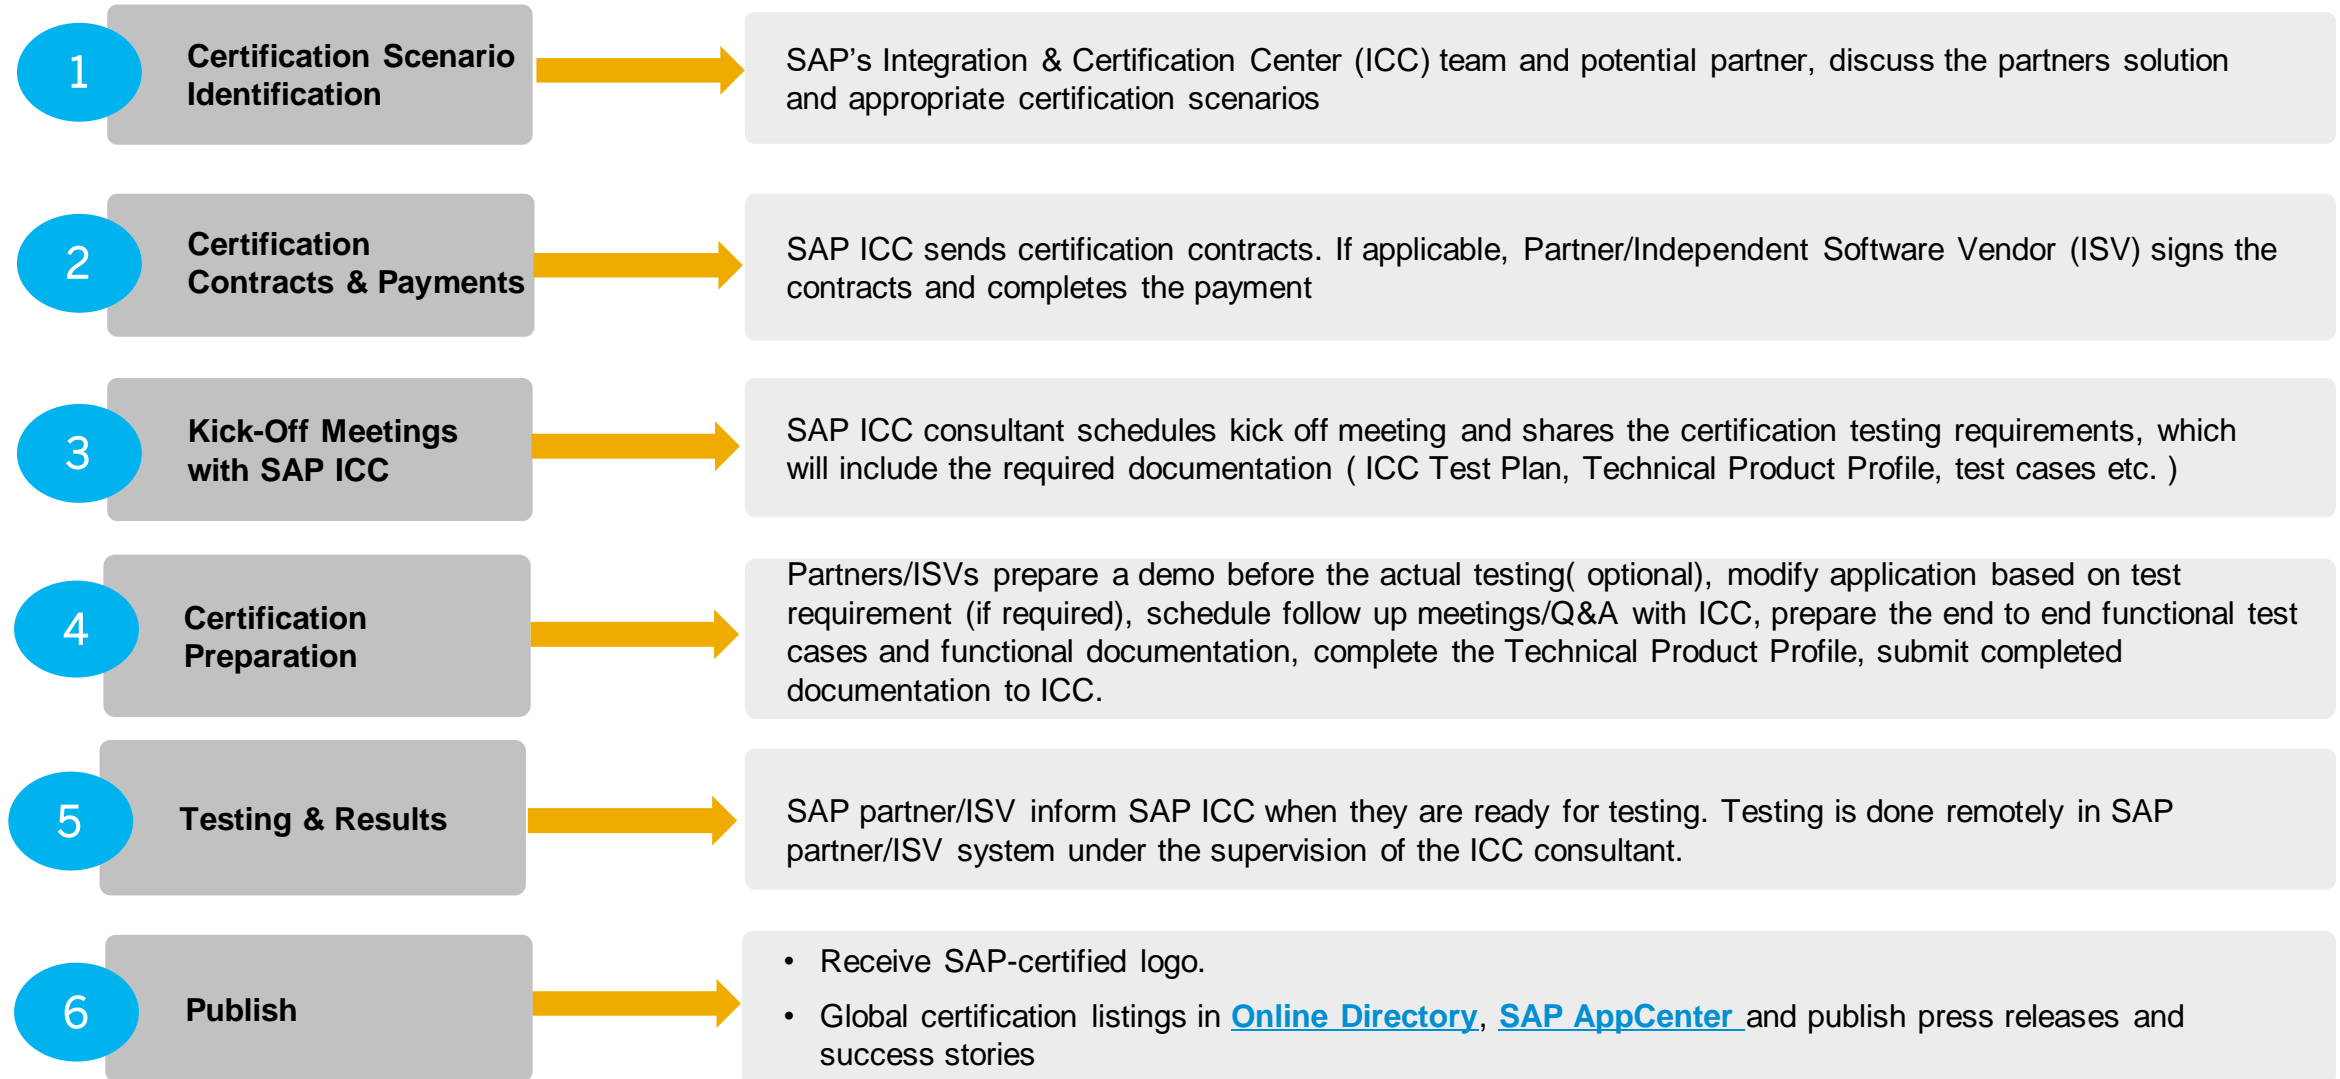 1
Certification Scenario
Identification
SAP’s Integration & Certification Center (ICC) team and potential partner, discuss the partners solution
and appropriate certification scenarios
2
Certification
Contracts & Payments
SAP ICC sends certification contracts. If applicable, Partner/Independent Software Vendor (ISV) signs the
contracts and completes the payment
3
Kick-Off Meetings
with SAP ICC
SAP ICC consultant schedules kick off meeting and shares the certification testing requirements, which
will include the required documentation ( ICC Test Plan, Technical Product Profile, test cases etc. )
4
Certification
Preparation
Partners/ISVs prepare a demo before the actual testing( optional), modify application based on test
requirement (if required), schedule follow up meetings/Q&A with ICC, prepare the end to end functional test
cases and functional documentation, complete the Technical Product Profile, submit completed
documentation to ICC.
5
Testing & Results
SAP partner/ISV inform SAP ICC when they are ready for testing. Testing is done remotely in SAP
partner/ISV system under the supervision of the ICC consultant.
6
Publish
• Receive SAP-certified logo.
• Global certification listings in Online Directory, SAP AppCenter and publish press releases and
success stories